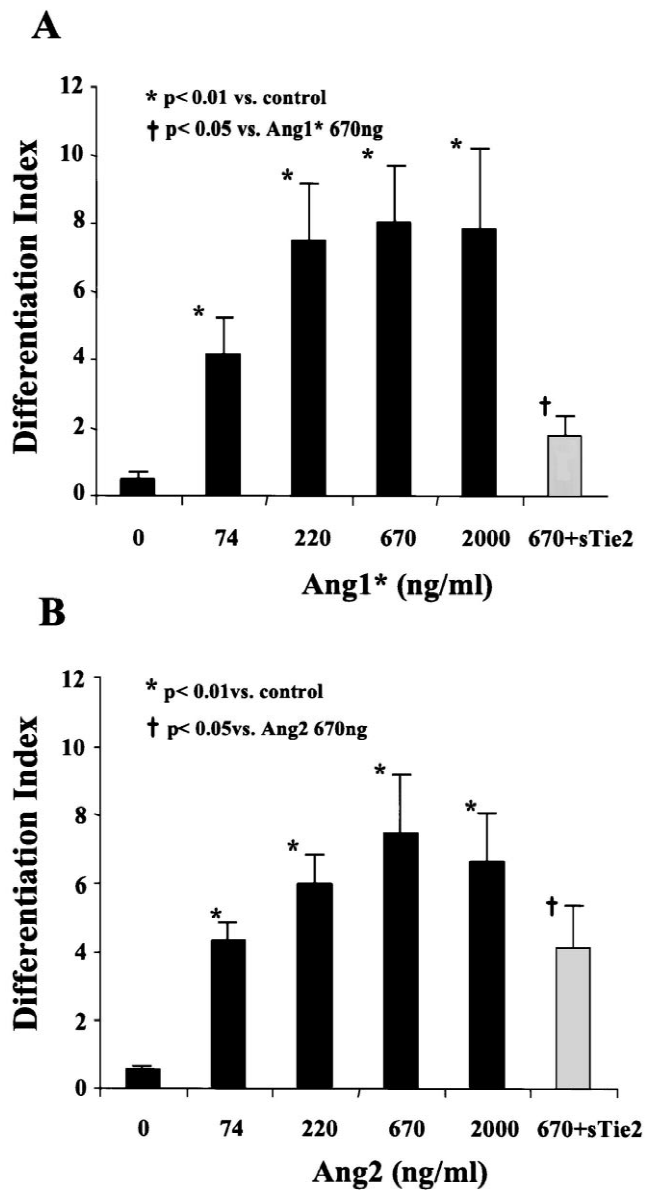 A
12
10
8
6
4
2
0
Differentiation Index
* p< 0.01 vs. control
† p< 0.05 vs. Ang1* 670ng
* * * * †
0 74 220 670 2000 670+sTie2
Ang1* (ng/ml)
B
12
10
8
6
4
2
0
Differentiation Index
* p< 0.01vs. control
† p< 0.05vs. Ang2 670ng
* * * * †
0 74 220 670 2000 670+sTie2
Ang2 (ng/ml)